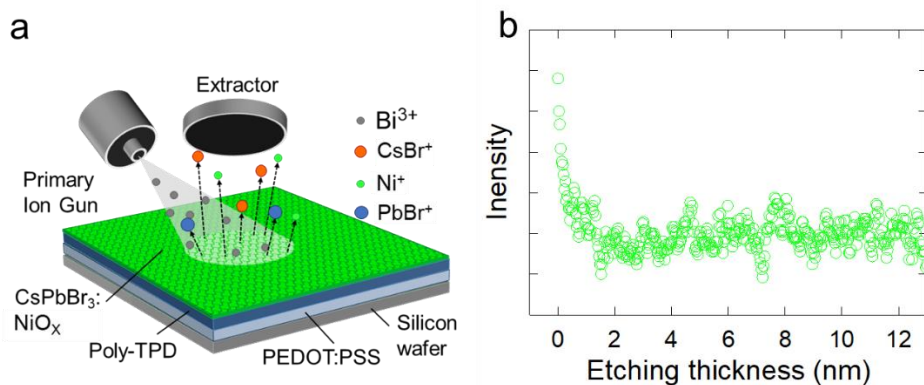 a
Extractor
Primary
Ion Gun
Bi³⁺
CsBr⁺
Ni⁺
PbBr⁺
CsPbBr₃:
NiOₓ
Poly-TPD
PEDOT:PSS
Silicon
wafer
b
Inensity
0 2 4 6 8 10 12
Etching thickness (nm)